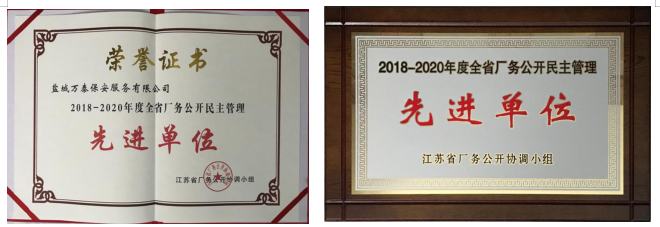 荣誉证书
盐城万泰保安服务有限公司
2018-2020年度全省厂务公开民主管理
先进单位
江苏省厂务公开协调小组
2018-2020年度全省厂务公开民主管理
先进单位
江苏省厂务公开协调小组